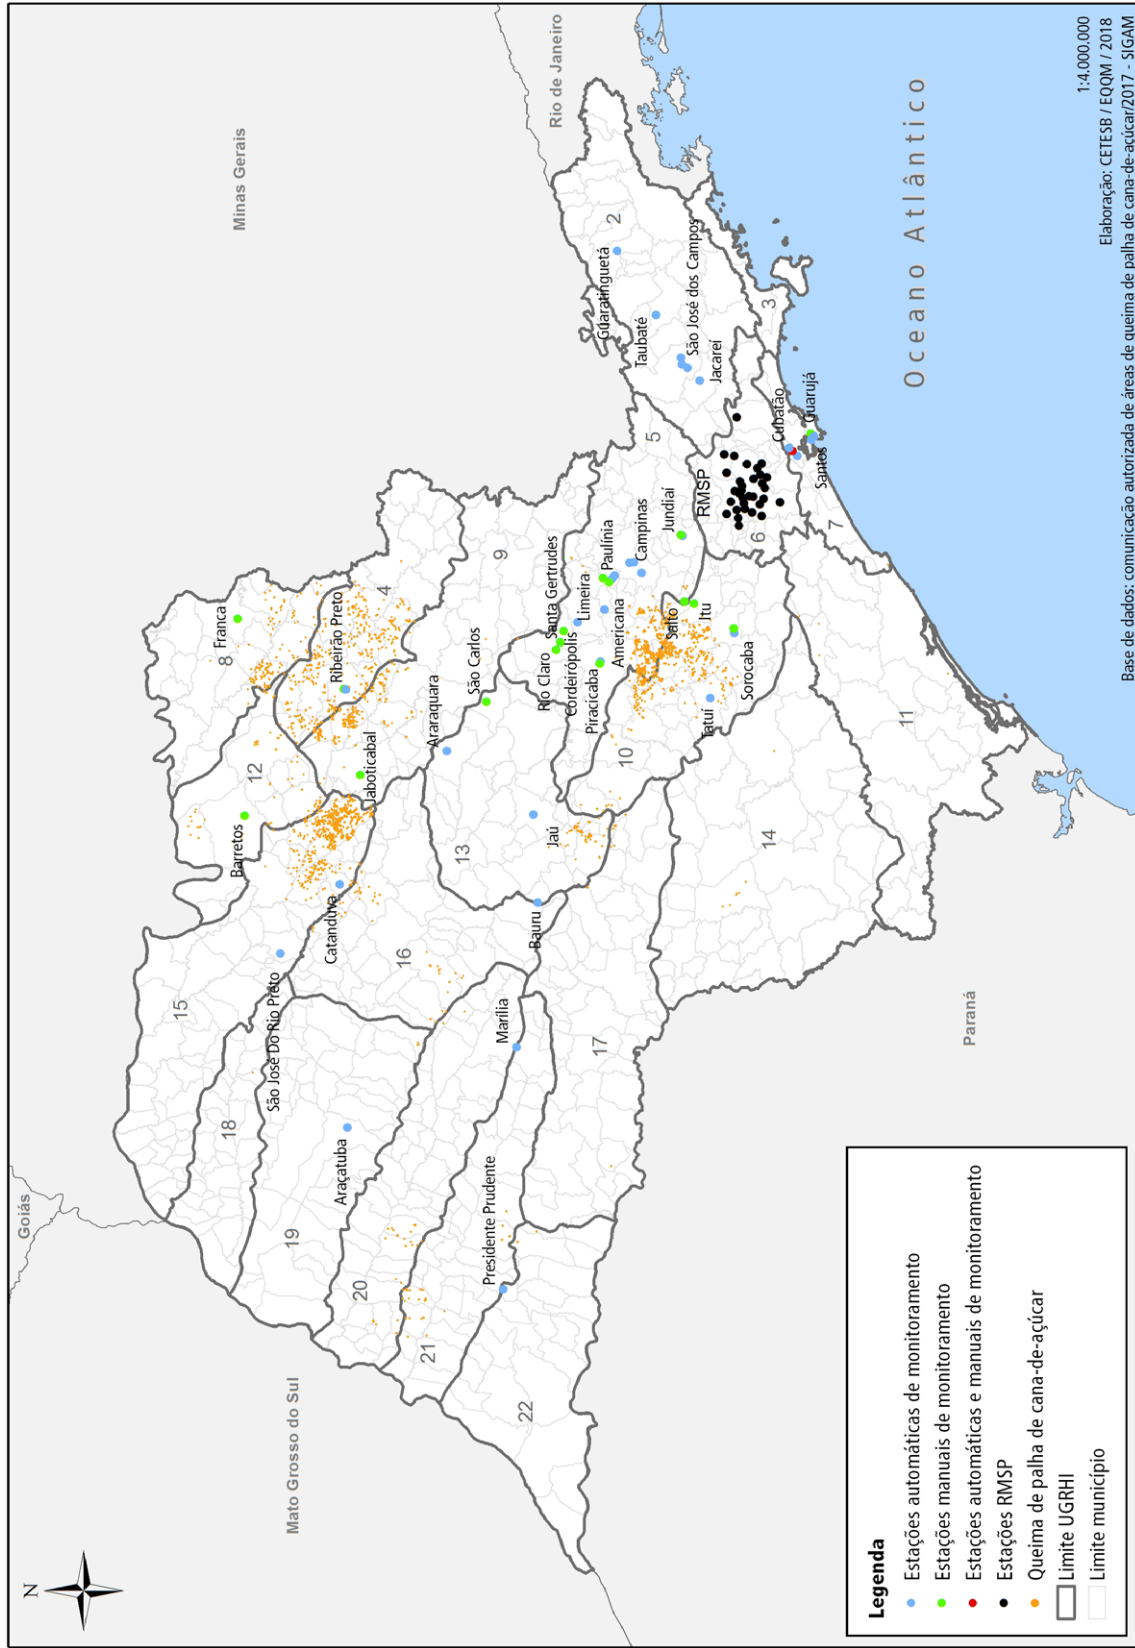 N
Goiás
Minas Gerais
Mato Grosso do Sul
Rio de Janeiro
Paraná
Oceano Atlântico
15
18
19
20
21
22
16
17
12
8
4
9
13
5
10
14
11
6
7
3
2
Franca
Ribeirão Preto
Barretos
Jaboticabal
Catanduva
São José Do Rio Preto
Araçatuba
Marília
Presidente Prudente
Bauru
Jaú
Araraquara
São Carlos
Rio Claro
Santa Gertrudes
Cordeirópolis
Limeira
Piracicaba
Americana
Paulínia
Campinas
Jundiaí
Salto
Itu
Sorocaba
Tatuí
RMSP
Guaratinguetá
Taubaté
São José dos Campos
Jacareí
Cubatão
Guarujá
Santos
Legenda
Estações automáticas de monitoramento
Estações manuais de monitoramento
Estações automáticas e manuais de monitoramento
Estações RMSP
Queima de palha de cana-de-açúcar
Limite UGRHI
Limite município
1:4.000.000
Elaboração: CETESB / EQQM / 2018
Base de dados: comunicação autorizada de áreas de queima de palha de cana-de-açúcar/2017 - SIGAM